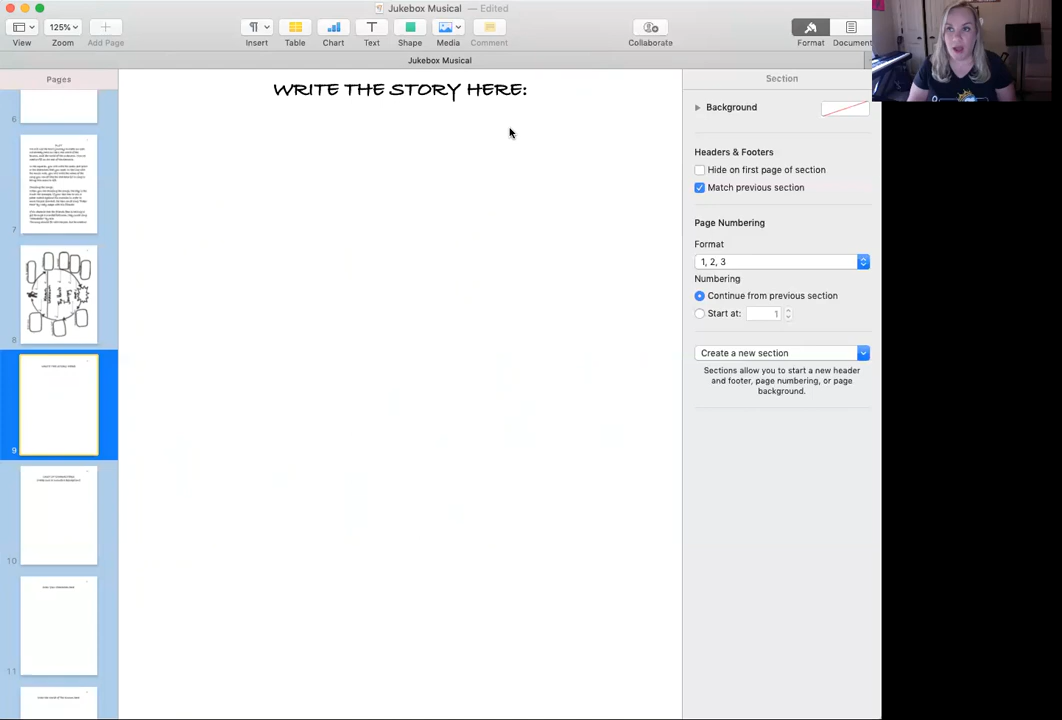 Jukebox Musical — Edited
View
125%
Zoom
Add Page
Insert
Table
Chart
Text
Shape
Media
Comment
Collaborate
Format
Document
Jukebox Musical
Pages
Section
WRITE THE STORY HERE:
Background
Headers & Footers
Hide on first page of section
Match previous section
Page Numbering
Format
1, 2, 3
Numbering
Continue from previous section
Start at: 1
Create a new section
Sections allow you to start a new header
and footer, page numbering, or page
background.
6
7
8
9
10
11